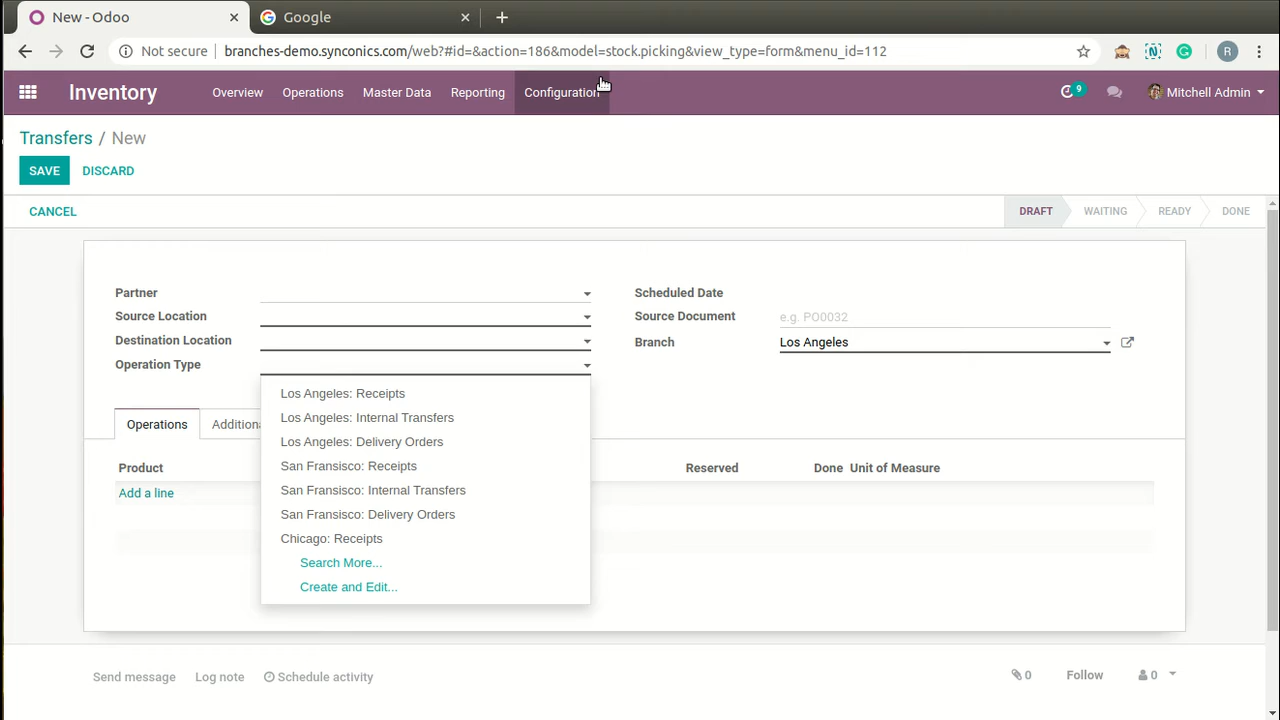 New - Odoo
Google
Not secure
branches-demo.synconics.com/web?#id=&action=186&model=stock.picking&view_type=form&menu_id=112
R
Inventory
Overview
Operations
Master Data
Reporting
Configuration
9
Mitchell Admin
Transfers / New
SAVE
DISCARD
CANCEL
DRAFT
WAITING
READY
DONE
Partner
Scheduled Date
Source Location
Source Document
e.g. PO0032
Destination Location
Branch
Los Angeles
Operation Type
Los Angeles: Receipts
Los Angeles: Internal Transfers
Los Angeles: Delivery Orders
San Fransisco: Receipts
San Fransisco: Internal Transfers
San Fransisco: Delivery Orders
Chicago: Receipts
Search More...
Create and Edit...
Operations
Additiona
Product
Reserved
Done
Unit of Measure
Add a line
Send message
Log note
Schedule activity
0
Follow
0